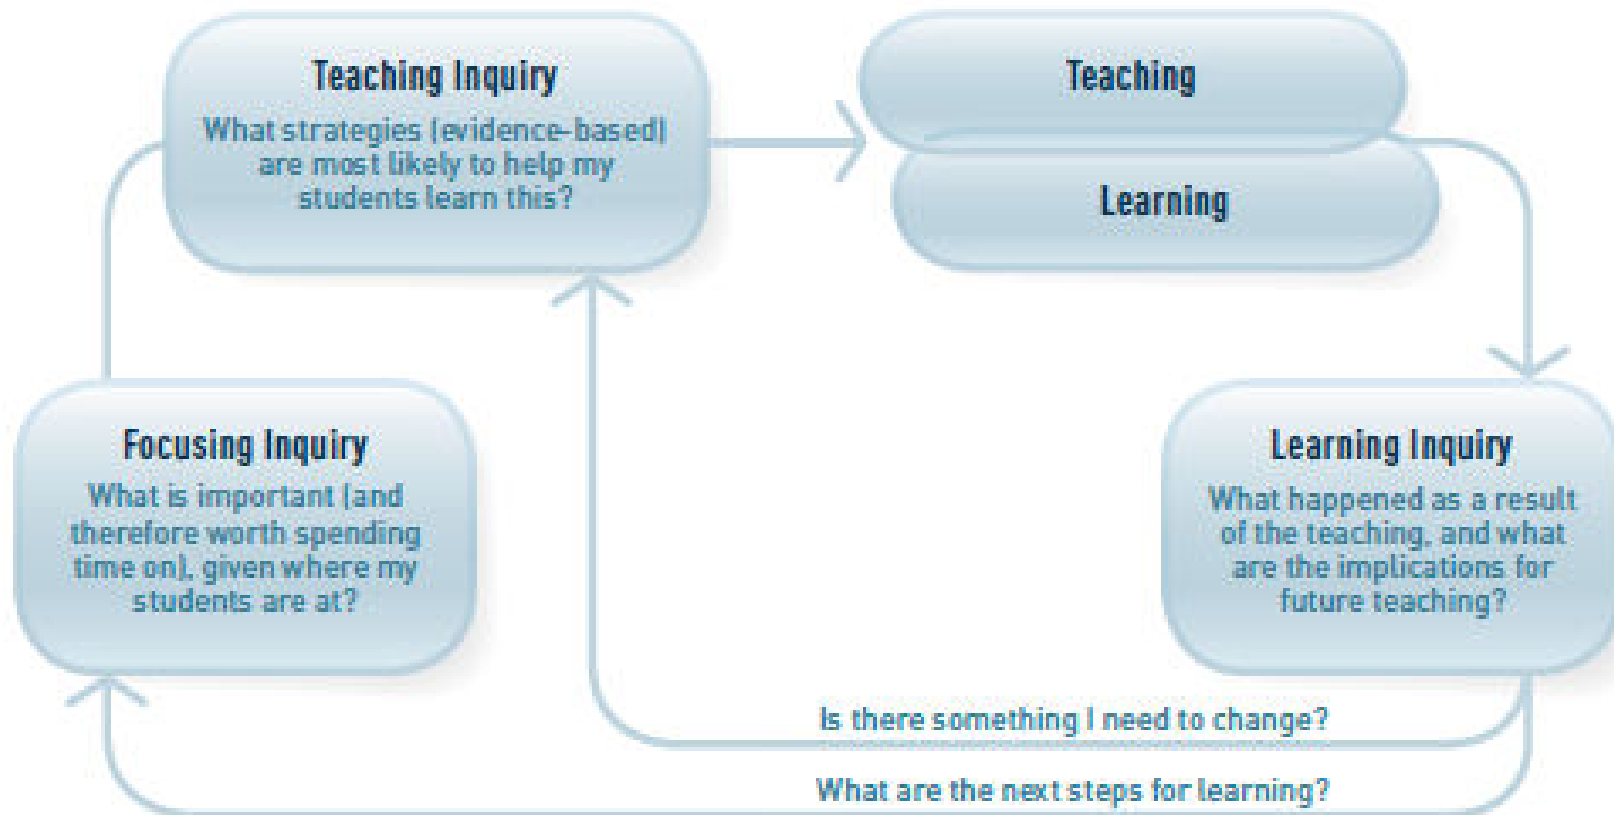 Teaching Inquiry
What strategies (evidence-based)
are most likely to help my
students learn this?
Teaching
Learning
Focusing Inquiry
What is important (and
therefore worth spending
time on), given where my
students are at?
Learning Inquiry
What happened as a result
of the teaching, and what
are the implications for
future teaching?
Is there something I need to change?
What are the next steps for learning?